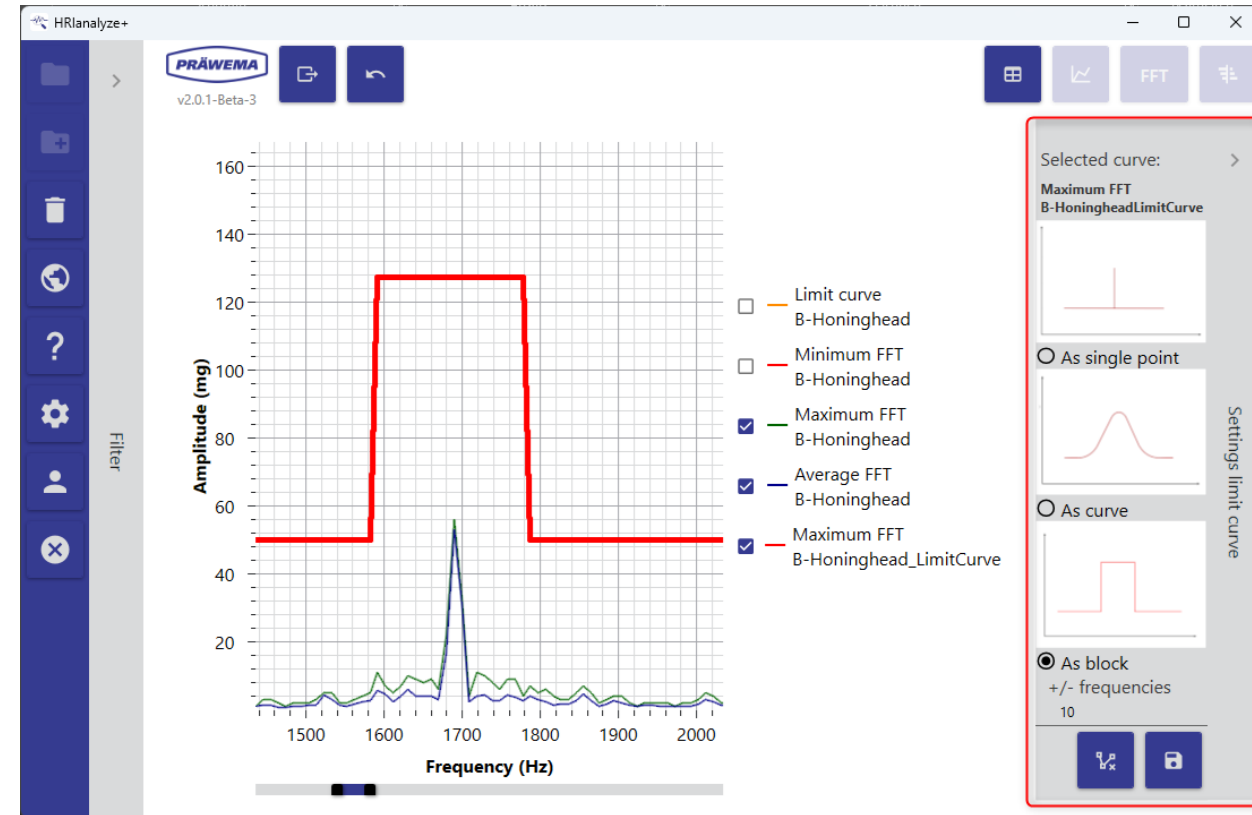 HRIanalyze+
PRÄWEMA
v2.0.1-Beta-3
FFT
Filter
Amplitude (mg)
160
140
120
100
80
60
40
20
1500 1600 1700 1800 1900 2000
Frequency (Hz)
Limit curve
B-Honinghead
Minimum FFT
B-Honinghead
Maximum FFT
B-Honinghead
Average FFT
B-Honinghead
Maximum FFT
B-Honinghead_LimitCurve
Selected curve:
Maximum FFT
B-HoningheadLimitCurve
As single point
As curve
As block
+/- frequencies
10
Settings limit curve